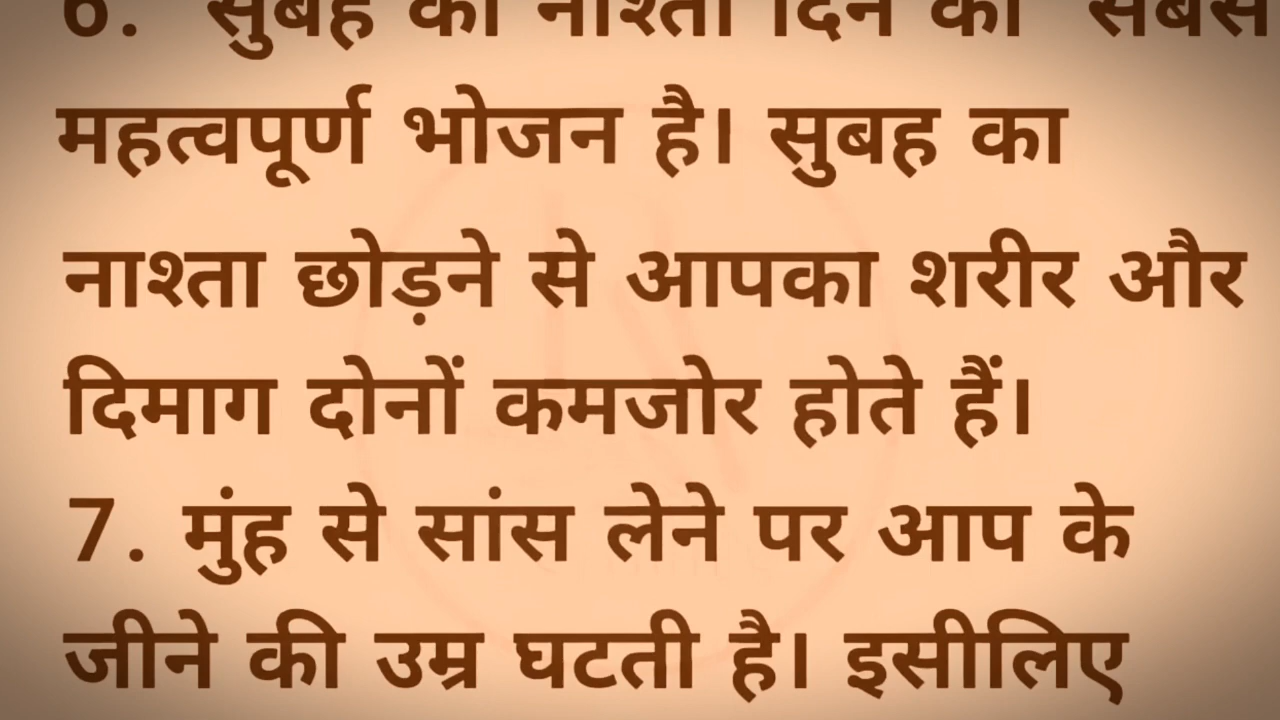 6. सुबह का नाश्ता दिन का सबसे
महत्वपूर्ण भोजन है। सुबह का
नाश्ता छोड़ने से आपका शरीर और
दिमाग दोनों कमजोर होते हैं।
7. मुंह से सांस लेने पर आप के
जीने की उम्र घटती है। इसीलिए